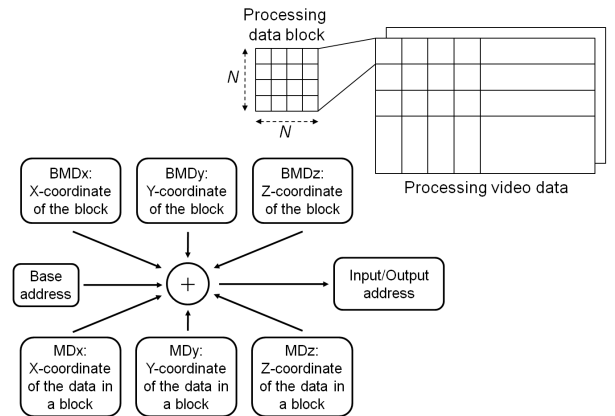 Processing
data block
N
N
Processing video data
BMDx:
X-coordinate
of the block
BMDy:
Y-coordinate
of the block
BMDz:
Z-coordinate
of the block
Base
address
+
Input/Output
address
MDx:
X-coordinate
of the data in
a block
MDy:
Y-coordinate
of the data in
a block
MDz:
Z-coordinate
of the data in
a block